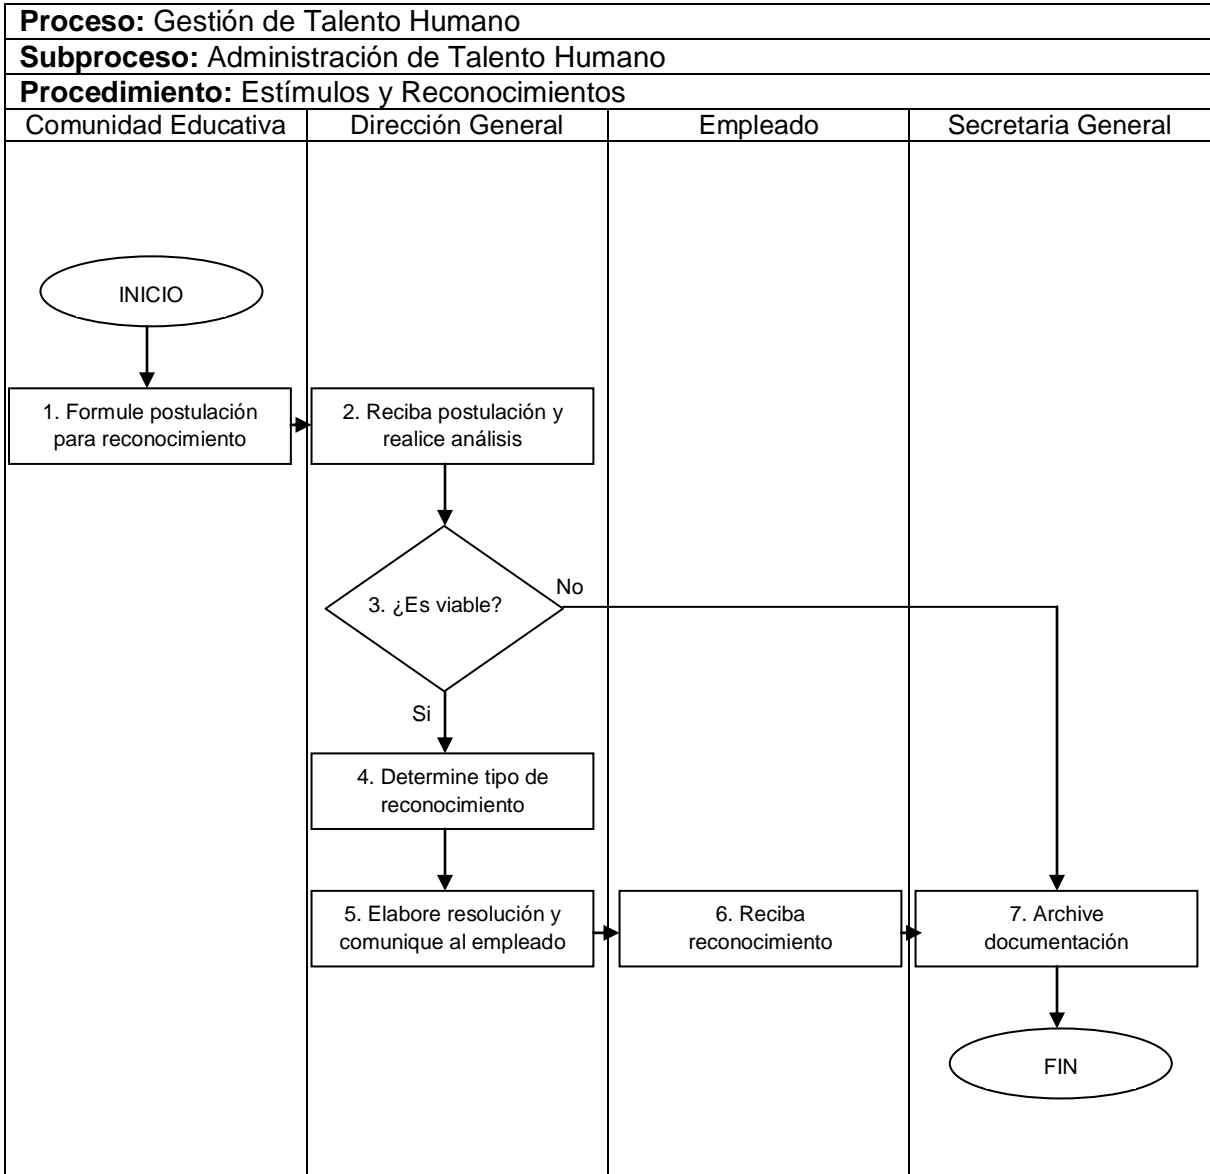 Proceso: Gestión de Talento Humano
Subproceso: Administración de Talento Humano
Procedimiento: Estímulos y Reconocimientos
Comunidad Educativa
Dirección General
Empleado
Secretaria General
INICIO
1. Formule postulación
para reconocimiento
2. Reciba postulación y
realice análisis
3. ¿Es viable?
No
Si
4. Determine tipo de
reconocimiento
5. Elabore resolución y
comunique al empleado
6. Reciba
reconocimiento
7. Archive
documentación
FIN